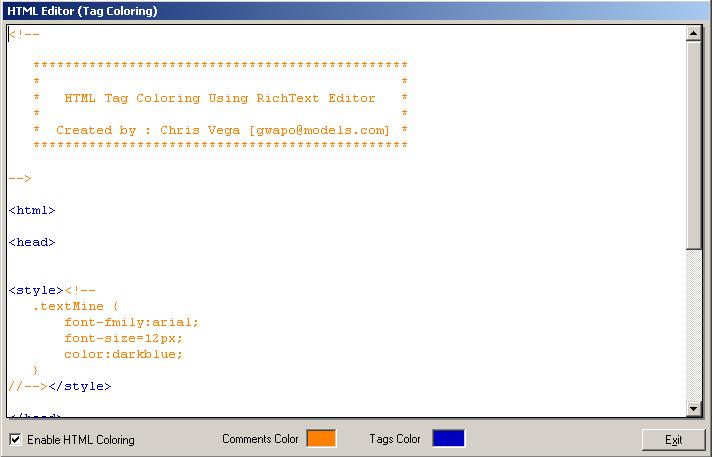 HTML Editor (Tag Coloring)
<!--
***********************************************
*                                             *
*   HTML Tag Coloring Using RichText Editor   *
*                                             *
*  Created by : Chris Vega [gwapo@models.com] *
***********************************************
-->
<html>
<head>
<style><!--
.textMine {
font-fmily:arial;
font-size=12px;
color:darkblue;
}
//--></style>
</head>
Enable HTML Coloring
Comments Color
Tags Color
Exit